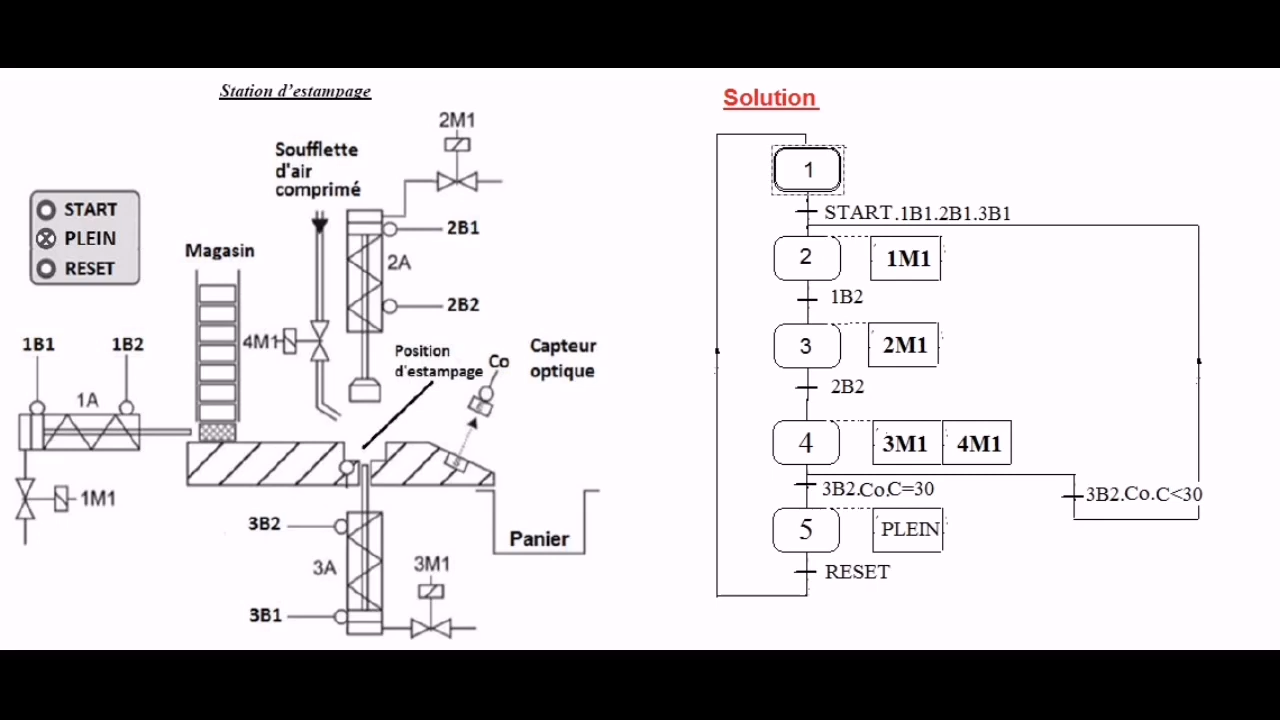 Station d'estampage
2M1
Soufflette
d'air
comprimé
START
PLEIN
RESET
Magasin
2B1
2A
2B2
4M1
1B1
1B2
1A
Position
d'estampage
Co
Capteur
optique
1M1
3B2
3A
3M1
3B1
Panier
Solution
1
START.1B1.2B1.3B1
2
1M1
1B2
3
2M1
2B2
4
3M1
4M1
3B2.Co.C=30
3B2.Co.C<30
5
PLEIN
RESET